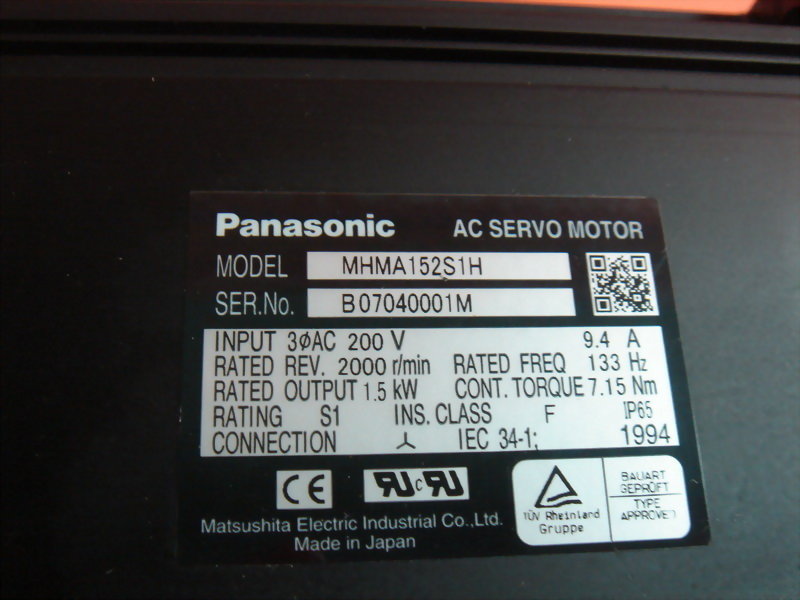 Panasonic AC SERVO MOTOR
MODEL MHMA152S1H
SER.No. B07040001M
INPUT 3øAC 200 V 9.4 A
RATED REV. 2000 r/min RATED FREQ 133 Hz
RATED OUTPUT 1.5 kW CONT. TORQUE 7.15 Nm
RATING S1 INS. CLASS F IP65
CONNECTION IEC 34-1; 1994
CE
c
TÜV Rheinland
Gruppe
BAUART
GEPRÜFT
TYPE
APPROVED
Matsushita Electric Industrial Co.,Ltd.
Made in Japan